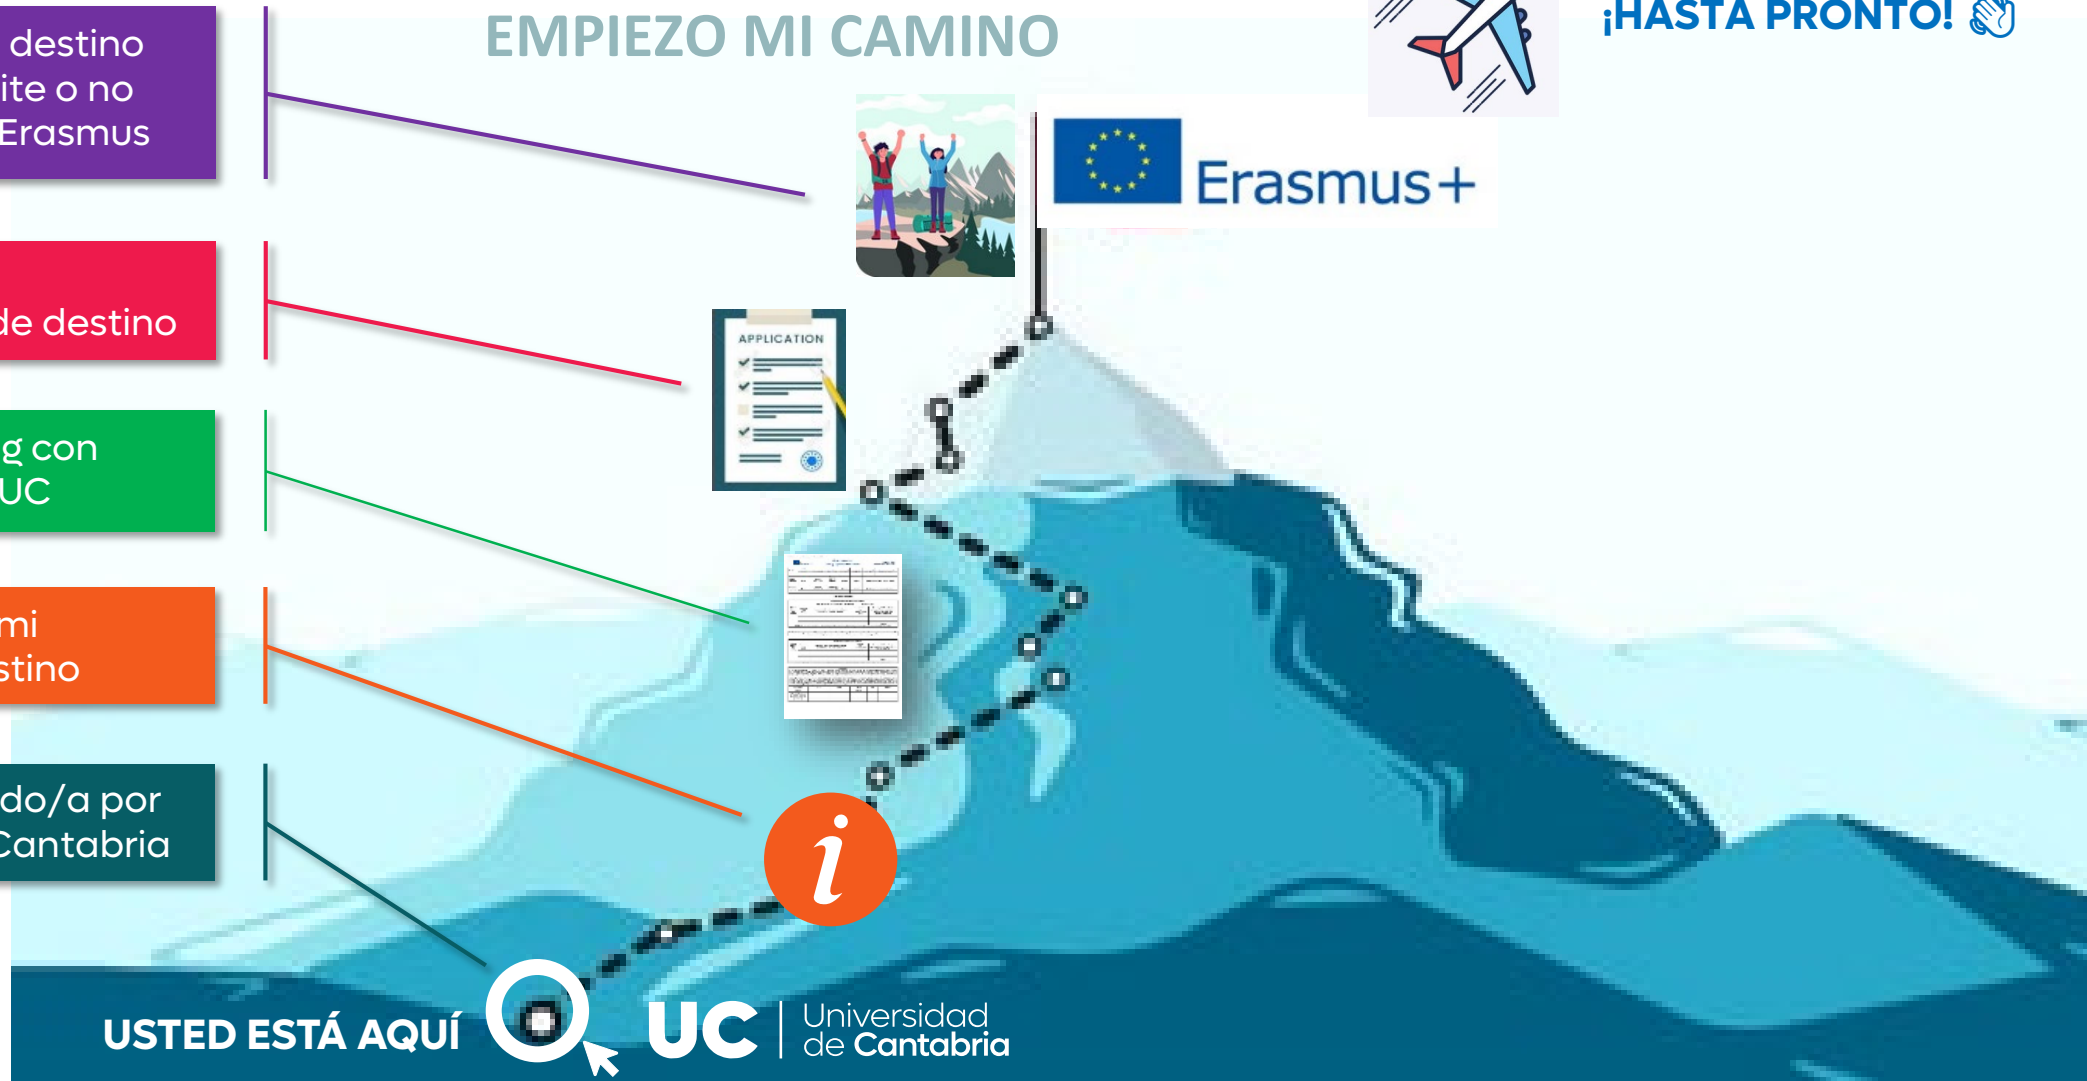 EMPIEZO MI CAMINO
¡HASTA PRONTO!
destino
ite o no
Erasmus
Erasmus+
de destino
APPLICATION
g con
UC
mi
stino
do/a por
Cantabria
i
USTED ESTÁ AQUÍ
UC
Universidad
de Cantabria